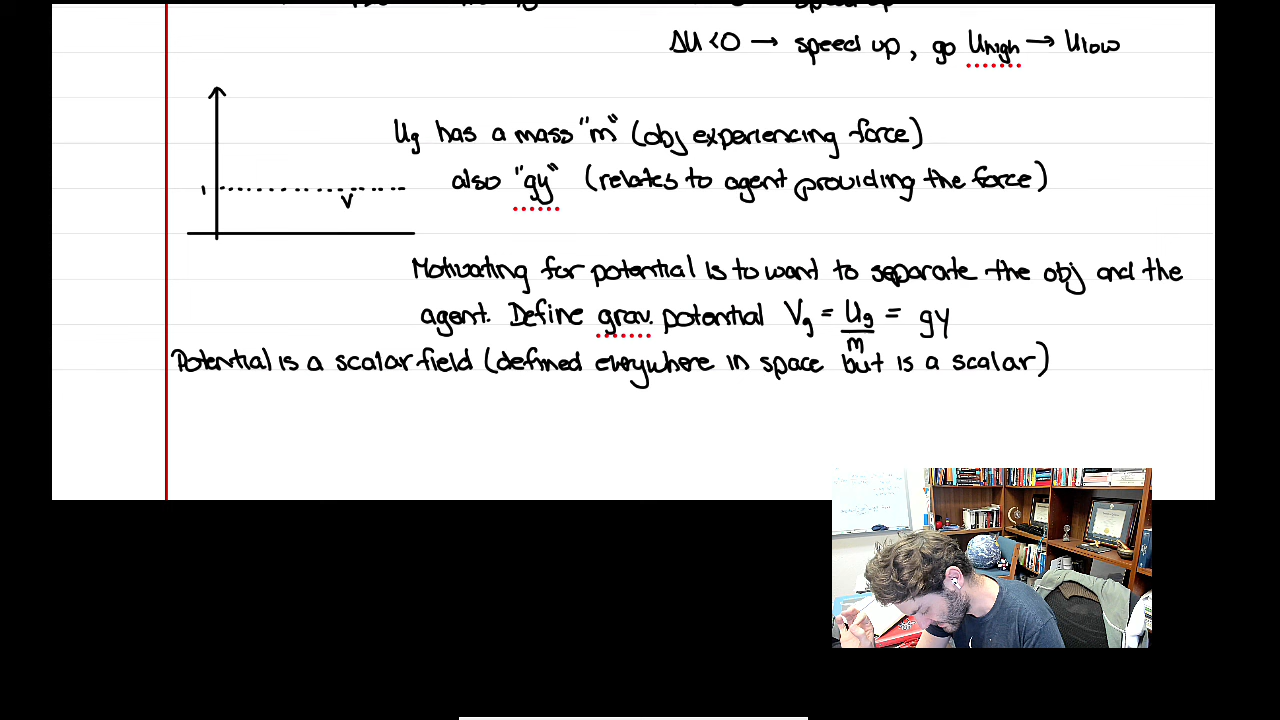 ΔU<0 → speed up, go Uhigh → Ulow
Ug has a mass "m" (obj experiencing force)
also "gy" (relates to agent providing the force)
V
Motivating for potential is to want to separate the obj and the
agent. Define grav. potential Vg = Ug/m = gy
Potential is a scalar field (defined everywhere in space but is a scalar)